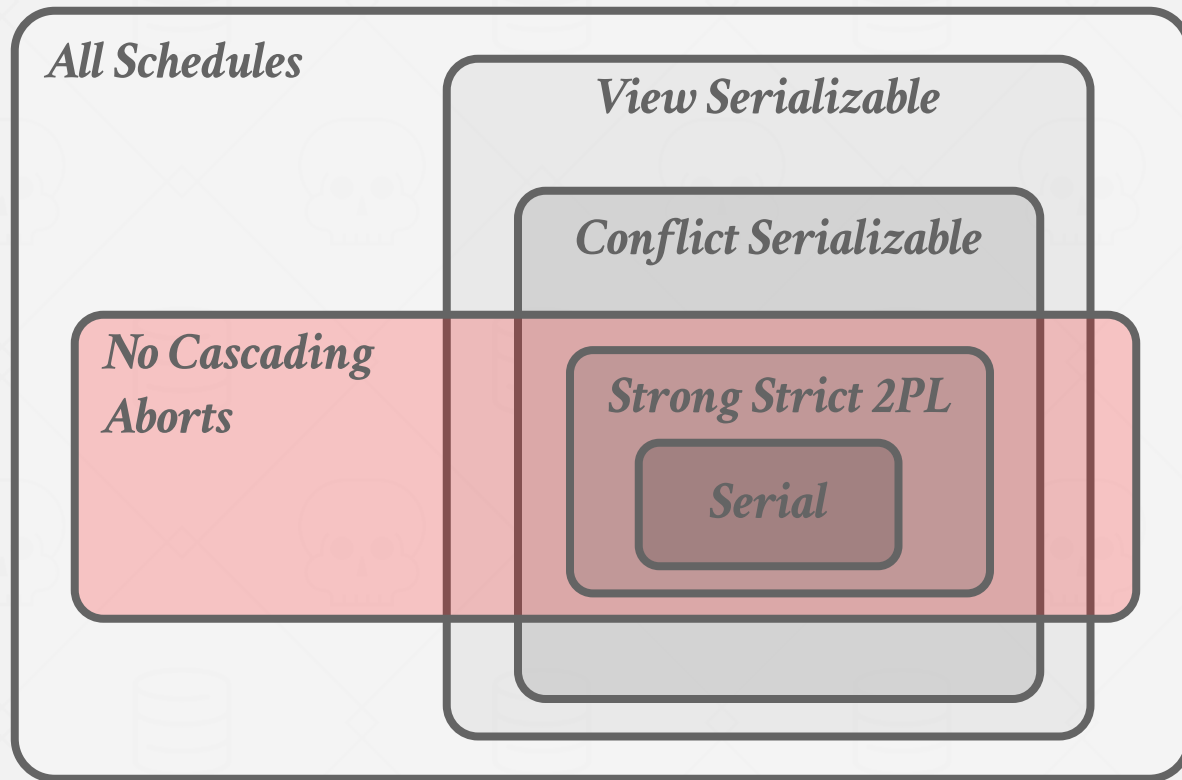 All Schedules
View Serializable
Conflict Serializable
No Cascading
Aborts
Strong Strict 2PL
Serial